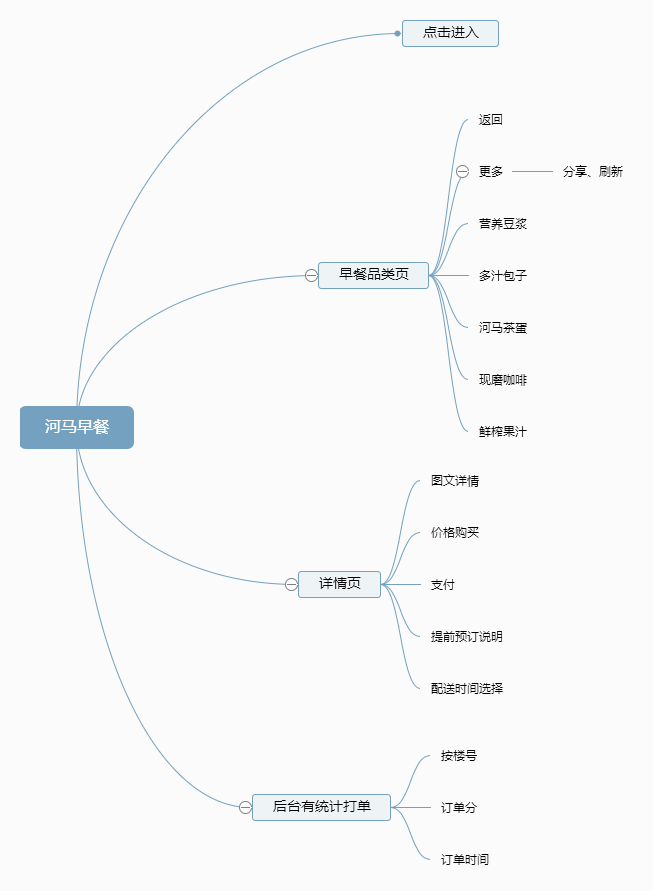 点击进入
返回
更多
分享、刷新
营养豆浆
早餐品类页
多汁包子
河马茶蛋
现磨咖啡
河马早餐
鲜榨果汁
图文详情
价格购买
详情页
支付
提前预订说明
配送时间选择
按楼号
后台有统计打单
订单分
订单时间